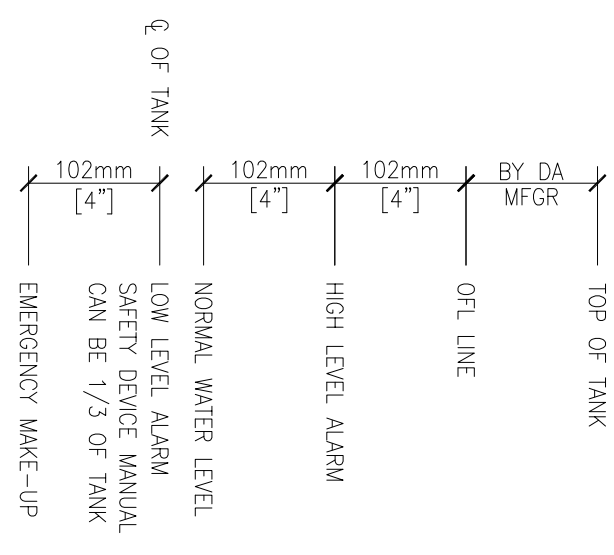 ℄ OF TANK
102mm
[4"]
102mm
[4"]
102mm
[4"]
BY DA
MFGR
TOP OF TANK
OFL LINE
HIGH LEVEL ALARM
NORMAL WATER LEVEL
LOW LEVEL ALARM
SAFETY DEVICE MANUAL
CAN BE 1/3 OF TANK
EMERGENCY MAKE-UP